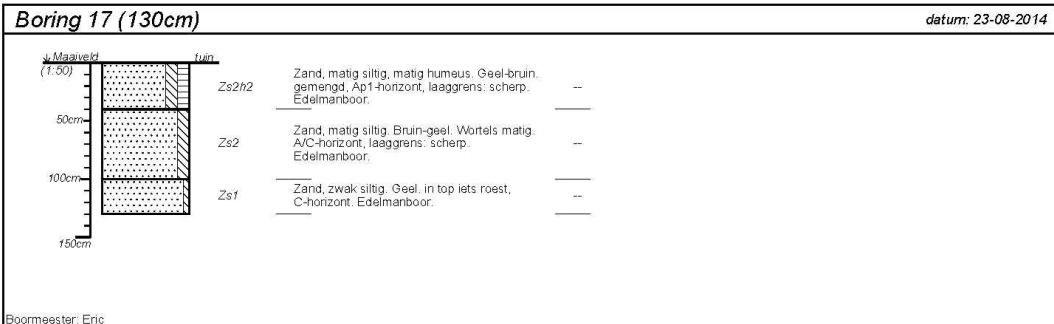 Boring 17 (130cm)
datum: 23-08-2014
Maaiveld
tuin
(1:50)
Zs2h2
Zand, matig siltig, matig humeus. Geel-bruin.
gemengd, Ap1-horizont, laaggrens: scherp.
Edelmanboor.
--
50cm
Zs2
Zand, matig siltig. Bruin-geel. Wortels matig.
A/C-horizont, laaggrens: scherp.
Edelmanboor.
--
100cm
Zs1
Zand, zwak siltig. Geel. in top iets roest,
C-horizont. Edelmanboor.
--
150cm
Boormeester: Eric